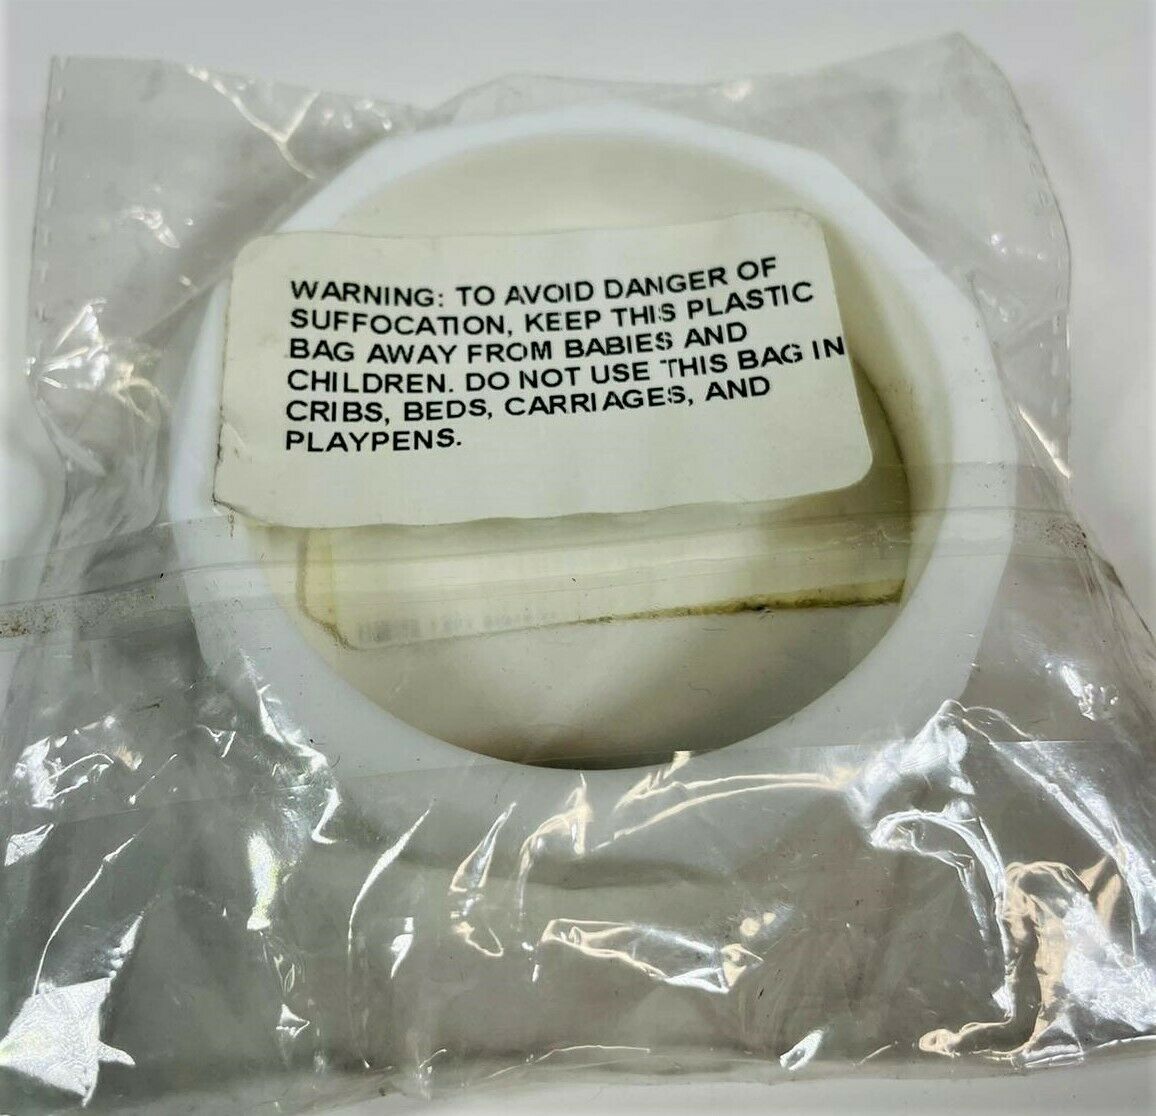 WARNING: TO AVOID DANGER OF
SUFFOCATION, KEEP THIS PLASTIC
BAG AWAY FROM BABIES AND
CHILDREN. DO NOT USE THIS BAG IN
CRIBS, BEDS, CARRIAGES, AND
PLAYPENS.